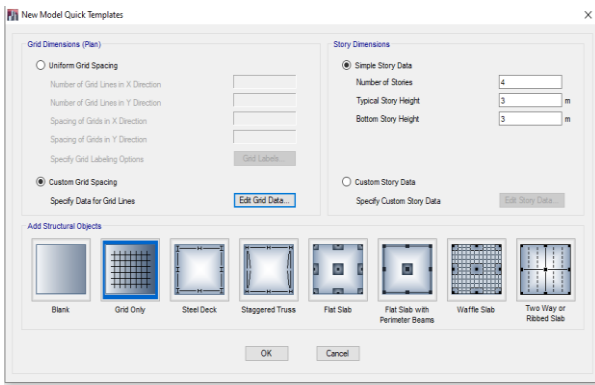 New Model Quick Templates
Grid Dimensions (Plan)
Uniform Grid Spacing
Number of Grid Lines in X Direction
Number of Grid Lines in Y Direction
Spacing of Grids in X Direction
Spacing of Grids in Y Direction
Specify Grid Labeling Options
Grid Labels...
Custom Grid Spacing
Specify Data for Grid Lines
Edit Grid Data...
Story Dimensions
Simple Story Data
Number of Stories 4
Typical Story Height 3 m
Bottom Story Height 3 m
Custom Story Data
Specify Custom Story Data
Edit Story Data...
Add Structural Objects
Blank
Grid Only
Steel Deck
Staggered Truss
Flat Slab
Flat Slab with
Perimeter Beams
Waffle Slab
Two Way or
Ribbed Slab
OK
Cancel